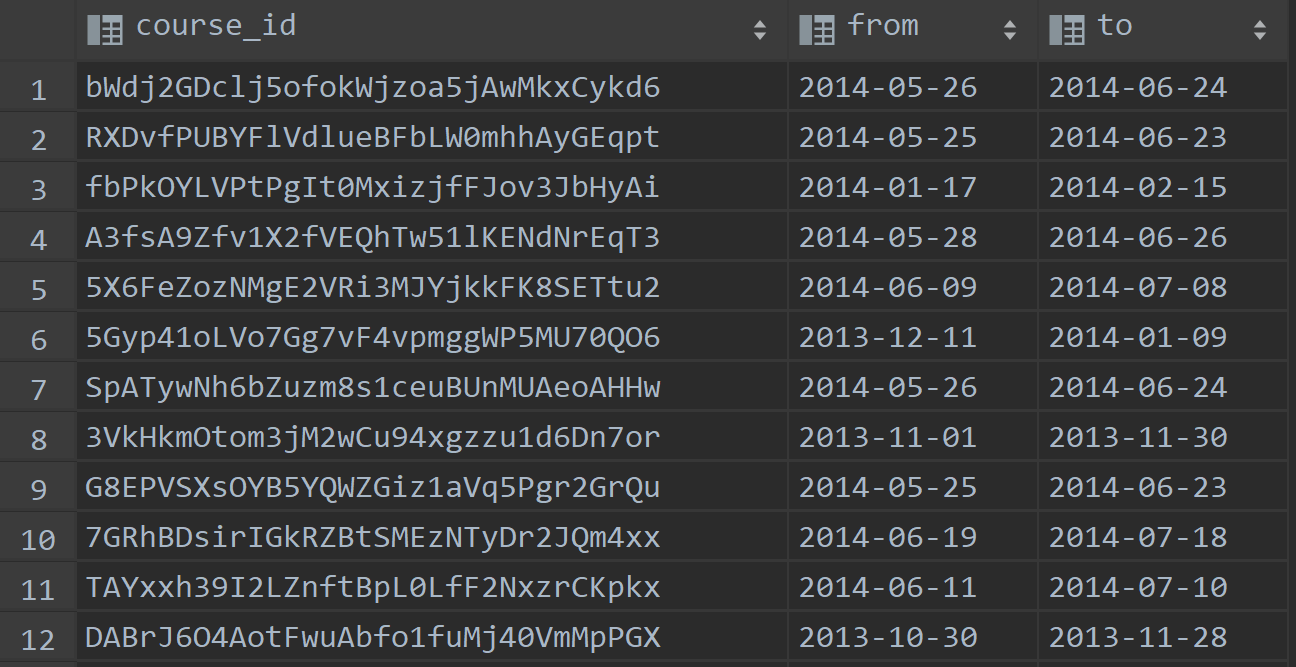 course_id from to
1 bWdj2GDclj5ofokWjzoa5jAwMkxCykd6 2014-05-26 2014-06-24
2 RXDvfPUBYFlVdlueBFbLW0mhhAyGEqpt 2014-05-25 2014-06-23
3 fbPkOYLVPtPgIt0MxizjfFJov3JbHyAi 2014-01-17 2014-02-15
4 A3fsA9Zfv1X2fVEQhTw51lKENdNrEqT3 2014-05-28 2014-06-26
5 5X6FeZozNMgE2VRi3MJYjkkFK8SETtu2 2014-06-09 2014-07-08
6 5Gyp41oLVo7Gg7vF4vpmggWP5MU70QO6 2013-12-11 2014-01-09
7 SpATywNh6bZuzm8s1ceuBUnMUAeoAHHw 2014-05-26 2014-06-24
8 3VkHkmOtom3jM2wCu94xgzzu1d6Dn7or 2013-11-01 2013-11-30
9 G8EPVSXsOYB5YQWZGiz1aVq5Pgr2GrQu 2014-05-25 2014-06-23
10 7GRhBDsirIGkRZBtSMEzNTyDr2JQm4xx 2014-06-19 2014-07-18
11 TAYxxh39I2LZnftBpL0LfF2NxzrCKpkx 2014-06-11 2014-07-10
12 DABrJ6O4AotFwuAbfo1fuMj40VmMpPGX 2013-10-30 2013-11-28